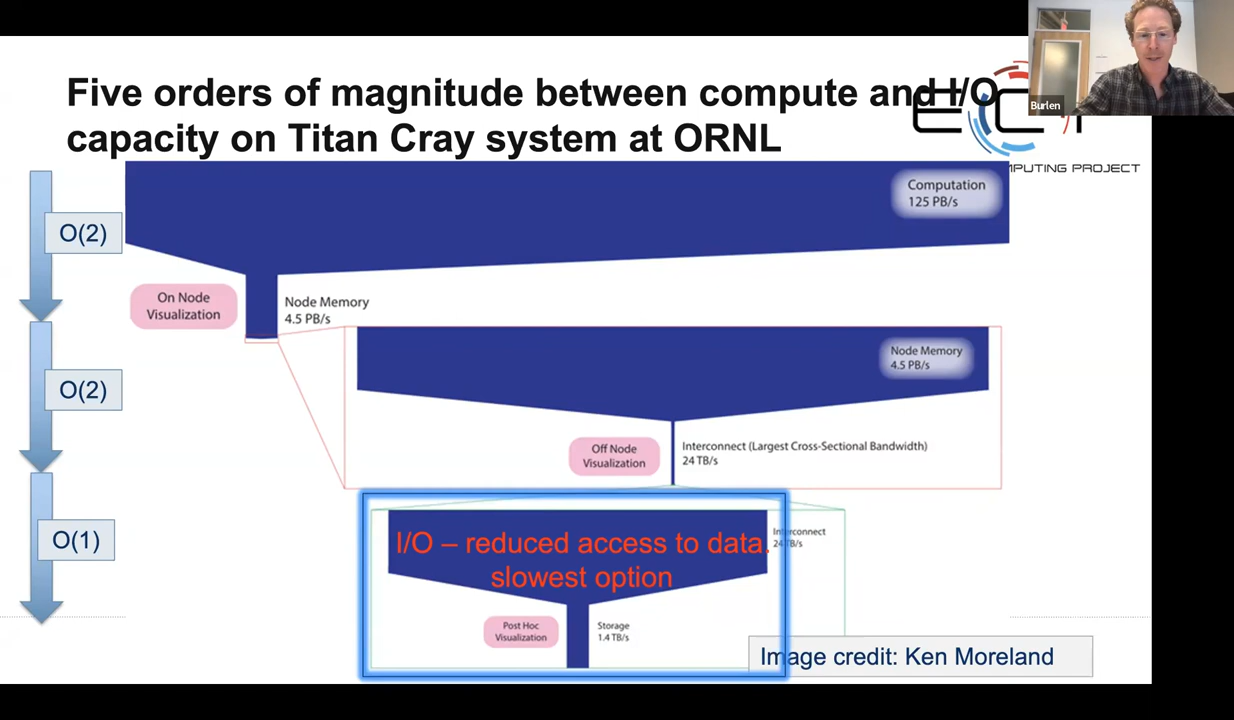 Five orders of magnitude between compute and I/O
capacity on Titan Cray system at ORNL
Burlen
MPUTING PROJECT
Computation
125 PB/s
O(2)
On Node
Visualization
Node Memory
4.5 PB/s
Node Memory
4.5 PB/s
O(2)
Off Node
Visualization
Interconnect (Largest Cross-Sectional Bandwidth)
24 TB/s
O(1)
I/O – reduced access to data,
slowest option
Interconnect
24 TB/s
Post Hoc
Visualization
Storage
1.4 TB/s
Image credit: Ken Moreland